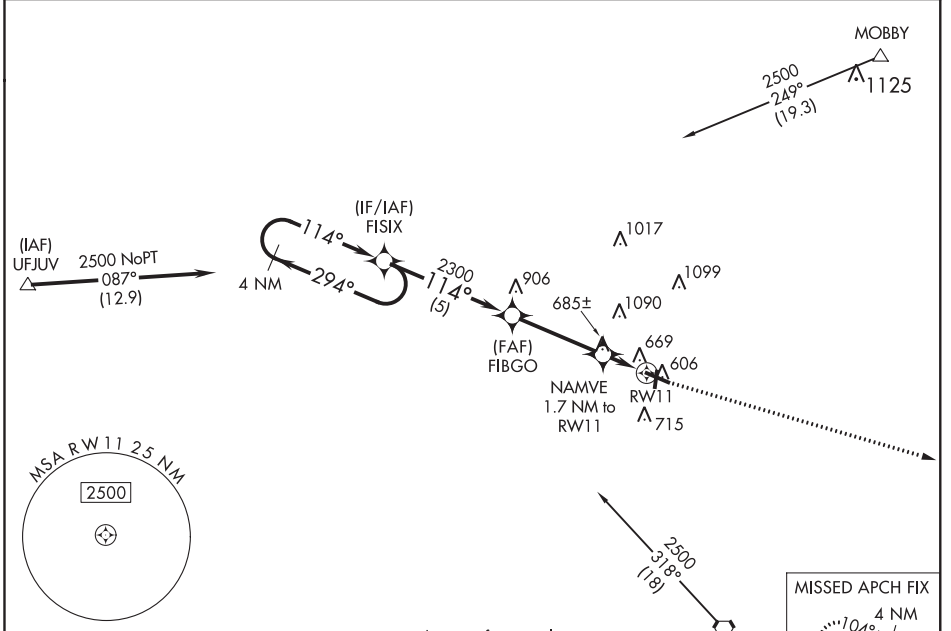 MOBBY
1125
2500
249°
(19.3)
(IF/IAF)
FISIX
1017
(IAF)
UFJUV
2500 NoPT
087°
(12.9)
114°
294°
4 NM
2300
114°
(5)
906
1099
685±
1090
(FAF)
FIBGO
669
606
NAMVE
1.7 NM to
RW11
RW11
715
MSA RW11 25 NM
2500
2500
318°
(18)
MISSED APCH FIX
4 NM
104°